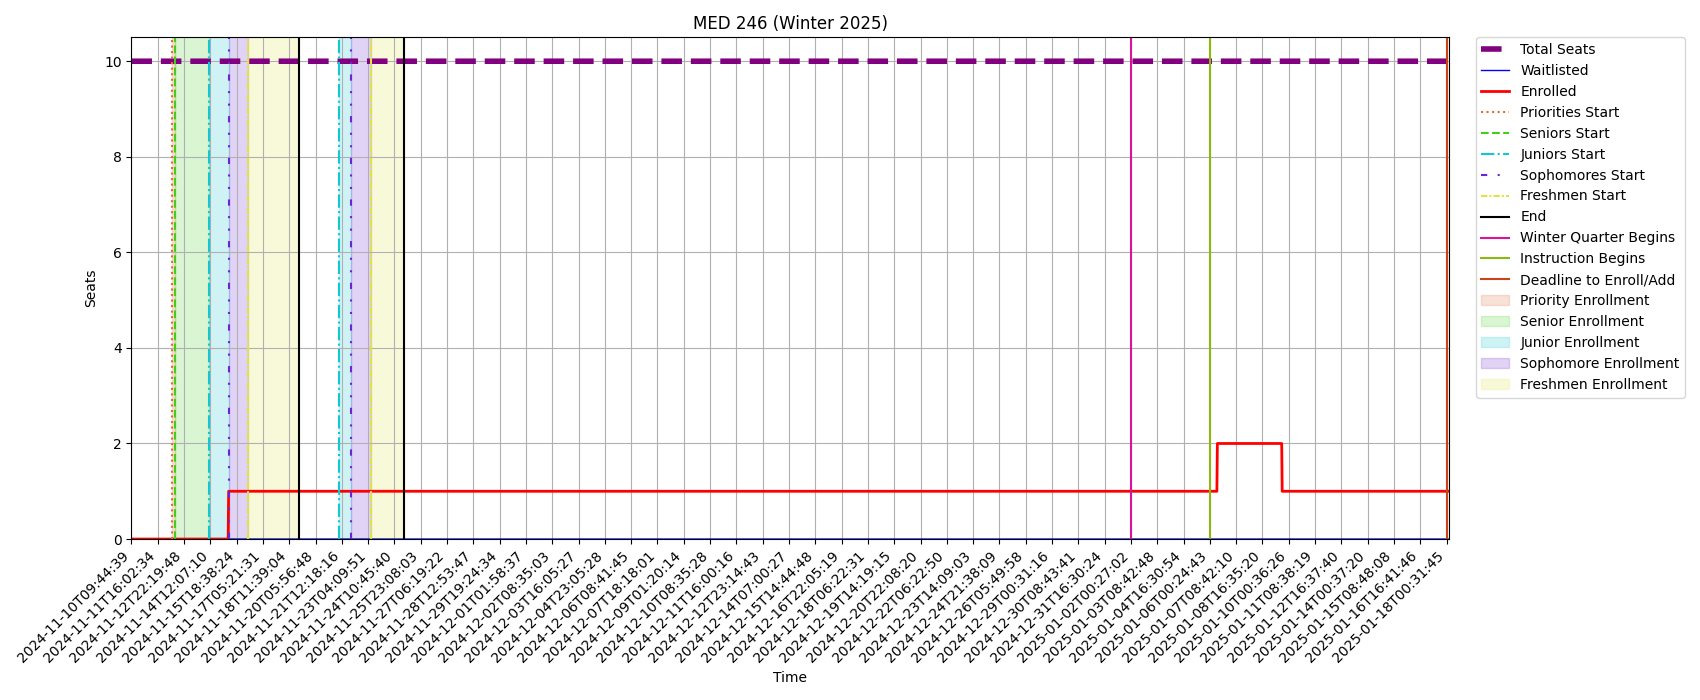 MED 246 (Winter 2025)
Seats
10
8
6
4
2
0
2024-11-10T09:44:39
2024-11-11T16:02:34
2024-11-12T22:19:48
2024-11-14T12:07:10
2024-11-15T18:38:24
2024-11-17T05:21:31
2024-11-18T11:39:04
2024-11-20T05:56:48
2024-11-21T12:18:16
2024-11-23T04:09:51
2024-11-24T10:45:40
2024-11-25T23:08:03
2024-11-27T06:19:22
2024-11-28T12:53:47
2024-11-29T19:24:34
2024-12-01T01:58:37
2024-12-02T08:35:03
2024-12-03T16:05:27
2024-12-04T23:05:28
2024-12-06T08:41:45
2024-12-07T18:18:01
2024-12-09T01:20:14
2024-12-10T08:35:28
2024-12-11T16:00:16
2024-12-12T23:14:43
2024-12-14T07:00:27
2024-12-15T14:44:48
2024-12-16T22:05:19
2024-12-18T06:22:31
2024-12-19T14:19:15
2024-12-20T22:08:20
2024-12-22T06:22:50
2024-12-23T14:09:03
2024-12-24T21:38:09
2024-12-26T05:49:58
2024-12-29T00:31:16
2024-12-30T08:43:41
2024-12-31T16:30:24
2025-01-02T00:27:02
2025-01-03T08:42:48
2025-01-04T16:30:54
2025-01-06T00:24:43
2025-01-07T08:42:10
2025-01-08T16:35:20
2025-01-10T00:36:26
2025-01-11T08:38:19
2025-01-12T16:37:40
2025-01-14T00:37:20
2025-01-15T08:48:08
2025-01-16T16:41:46
2025-01-18T00:31:45
Time
Total Seats
Waitlisted
Enrolled
Priorities Start
Seniors Start
Juniors Start
Sophomores Start
Freshmen Start
End
Winter Quarter Begins
Instruction Begins
Deadline to Enroll/Add
Priority Enrollment
Senior Enrollment
Junior Enrollment
Sophomore Enrollment
Freshmen Enrollment